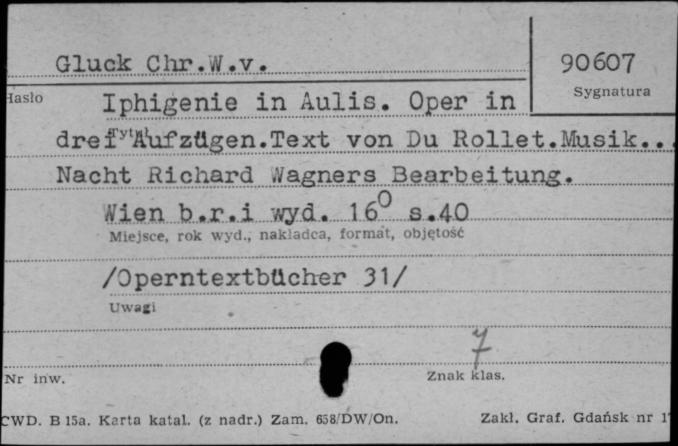 Gluck Chr.W.v.
90607
Sygnatura
Hasło
Iphigenie in Aulis. Oper in
drei Aufzügen.Text von Du Rollet.Musik...
Nacht Richard Wagners Bearbeitung.
Wien b.r.i wyd. 16⁰ s.40
Miejsce, rok wyd., nakładca, format, objętość
/Operntextbücher 31/
Uwagi
7
Nr inw.
Znak klas.
CWD. B 15a. Karta katal. (z nadr.) Zam. 658/DW/On.
Zakł. Graf. Gdańsk nr 1